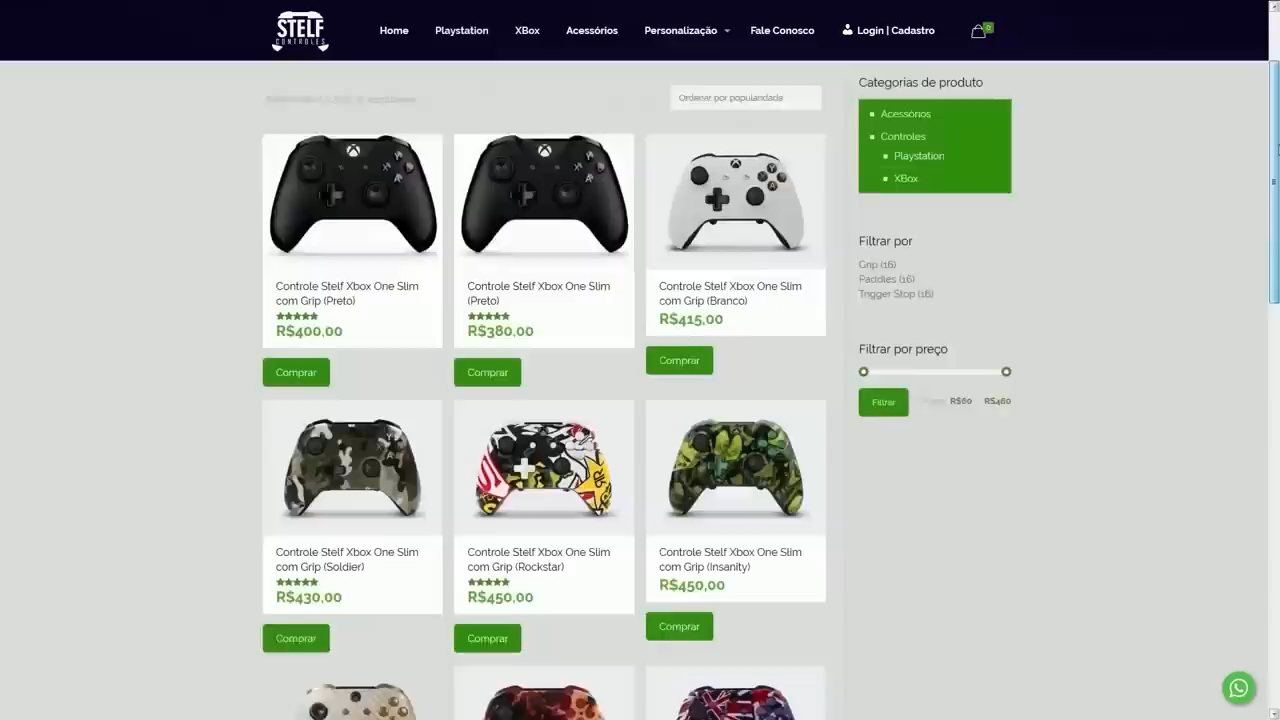 STELF
CONTROLES
Home
Playstation
XBox
Acessórios
Personalização
Fale Conosco
Login | Cadastro
0
Ordenar por popularidade
Controle Stelf Xbox One Slim
com Grip (Preto)
R$400,00
Comprar
Controle Stelf Xbox One Slim
(Preto)
R$380,00
Comprar
Controle Stelf Xbox One Slim
com Grip (Branco)
R$415,00
Comprar
Controle Stelf Xbox One Slim
com Grip (Soldier)
R$430,00
Comprar
Controle Stelf Xbox One Slim
com Grip (Rockstar)
R$450,00
Comprar
Controle Stelf Xbox One Slim
com Grip (Insanity)
R$450,00
Comprar
Categorias de produto
Acessórios
Controles
Playstation
XBox
Filtrar por
Grip (16)
Paddles (16)
Trigger Stop (16)
Filtrar por preço
Filtrar
R$60
R$460